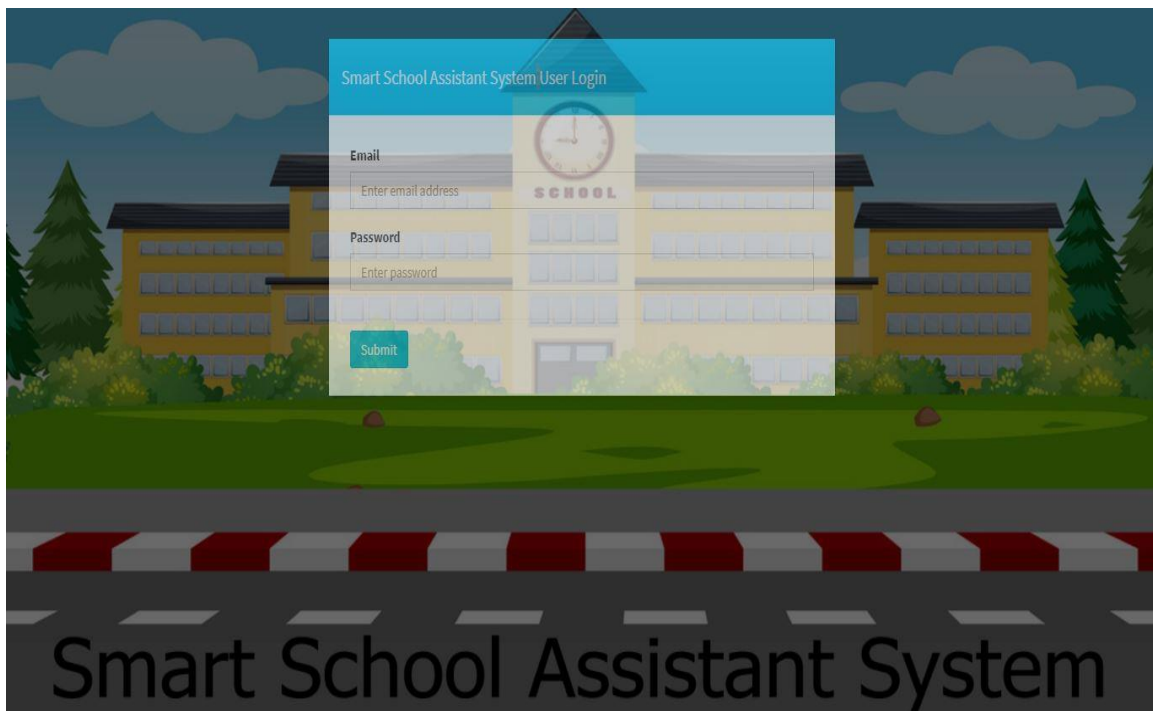 Smart School Assistant System User Login
Email
Enter email address
SCHOOL
Password
Enter password
Submit
Smart School Assistant System